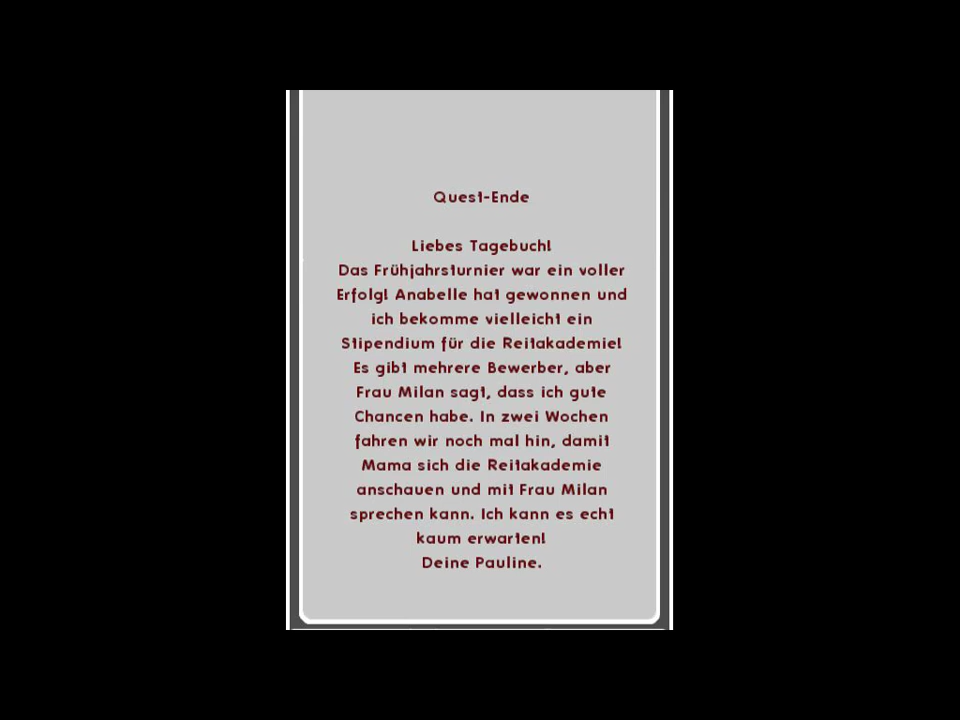 Quest-Ende
Liebes Tagebuch!
Das Frühjahrsturnier war ein voller
Erfolg! Anabelle hat gewonnen und
ich bekomme vielleicht ein
Stipendium für die Reitakademie!
Es gibt mehrere Bewerber, aber
Frau Milan sagt, dass ich gute
Chancen habe. In zwei Wochen
fahren wir noch mal hin, damit
Mama sich die Reitakademie
anschauen und mit Frau Milan
sprechen kann. Ich kann es echt
kaum erwarten!
Deine Pauline.